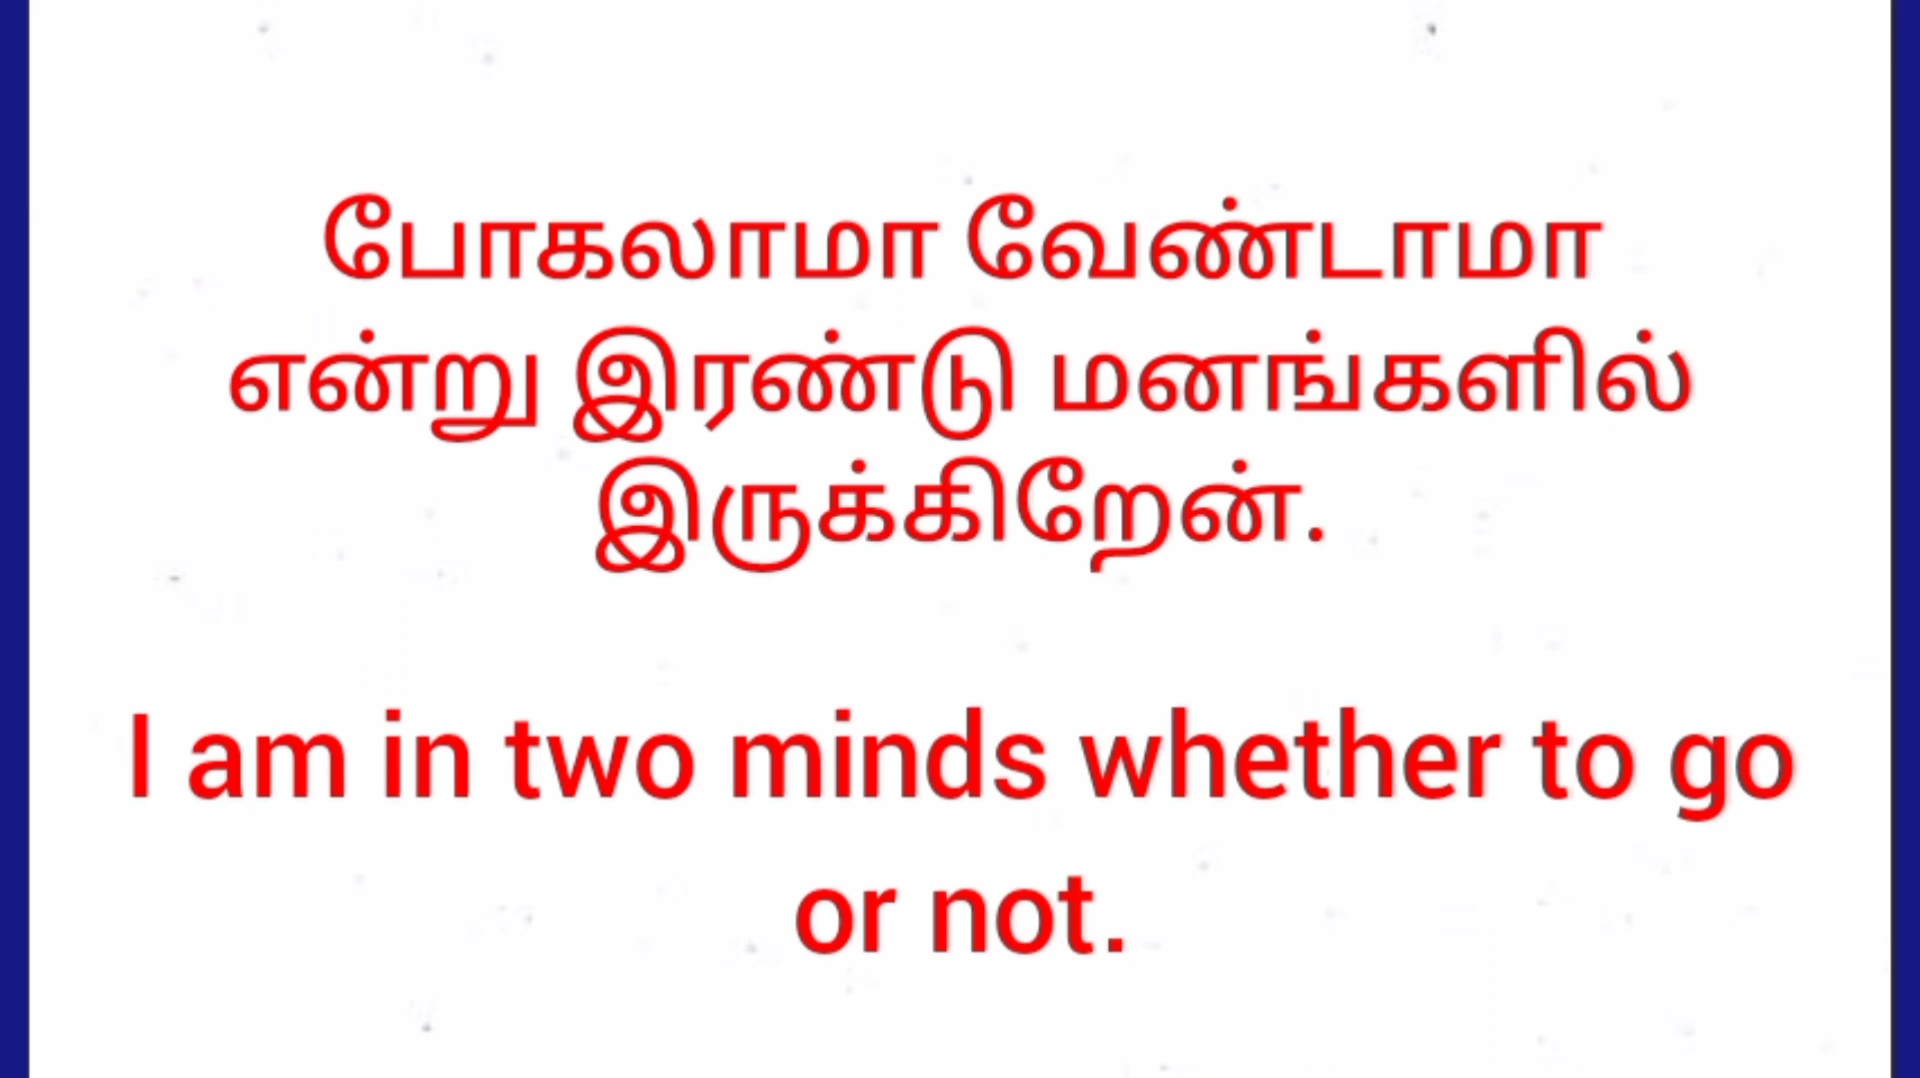 போகலாமா வேண்டாமா
என்று இரண்டு மனங்களில்
இருக்கிறேன்.
I am in two minds whether to go
or not.